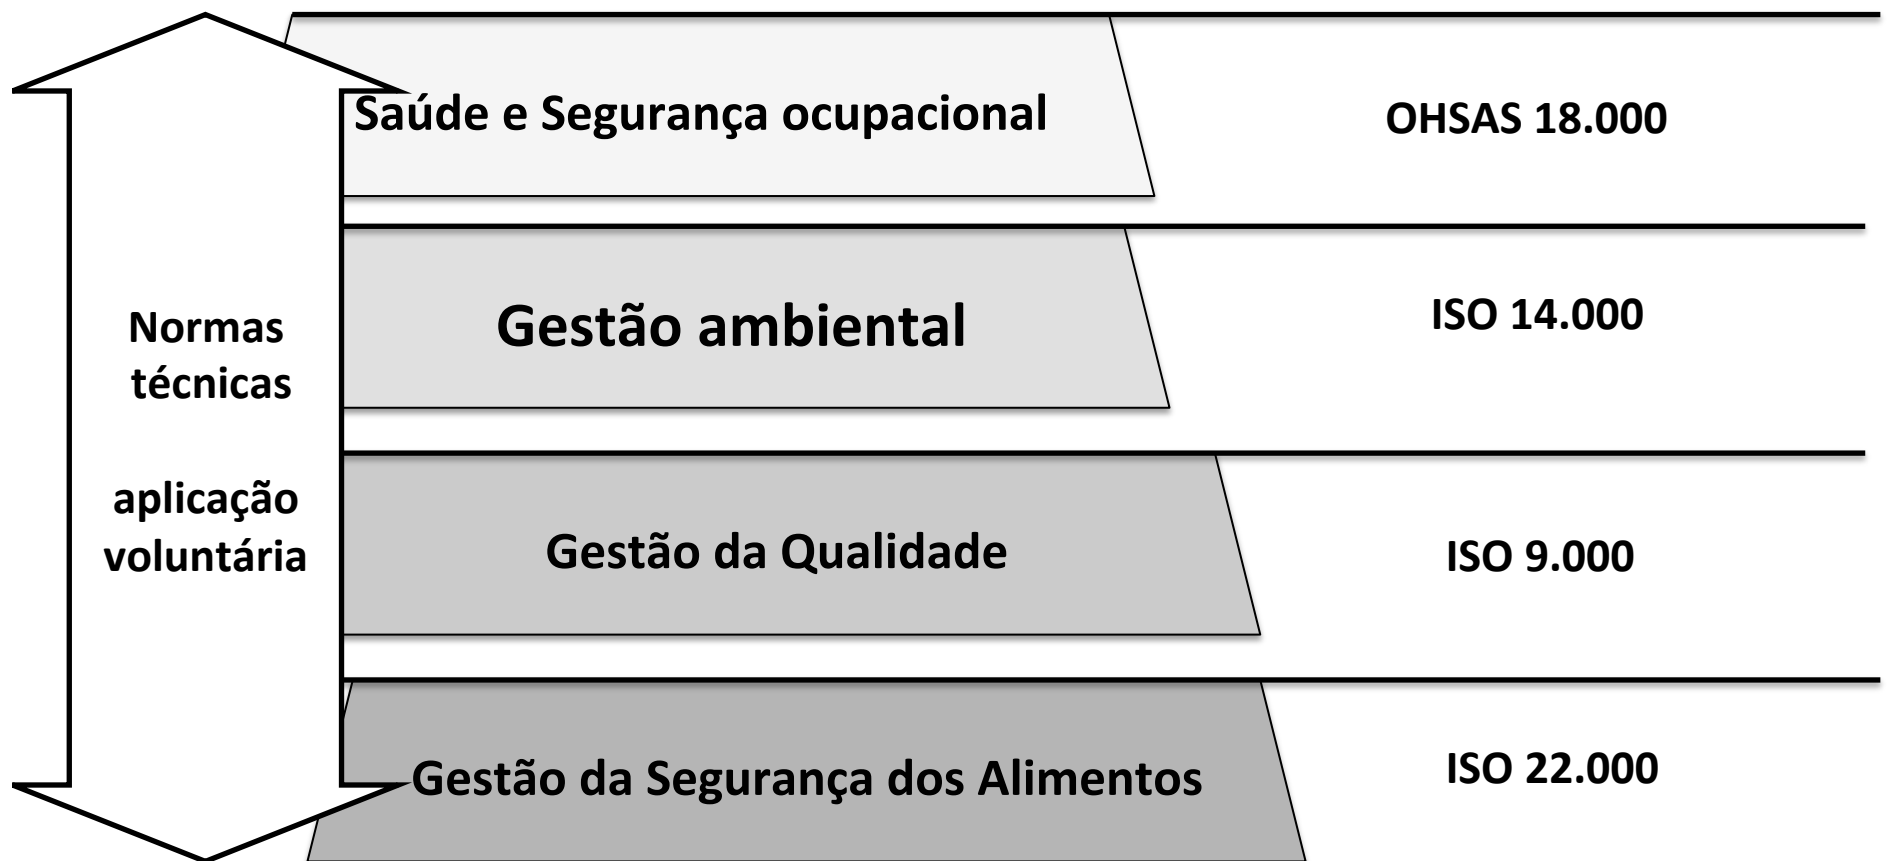 Saúde e Segurança ocupacional
OHSAS 18.000
Gestão ambiental
ISO 14.000
Normas
técnicas
aplicação
voluntária
Gestão da Qualidade
ISO 9.000
Gestão da Segurança dos Alimentos
ISO 22.000